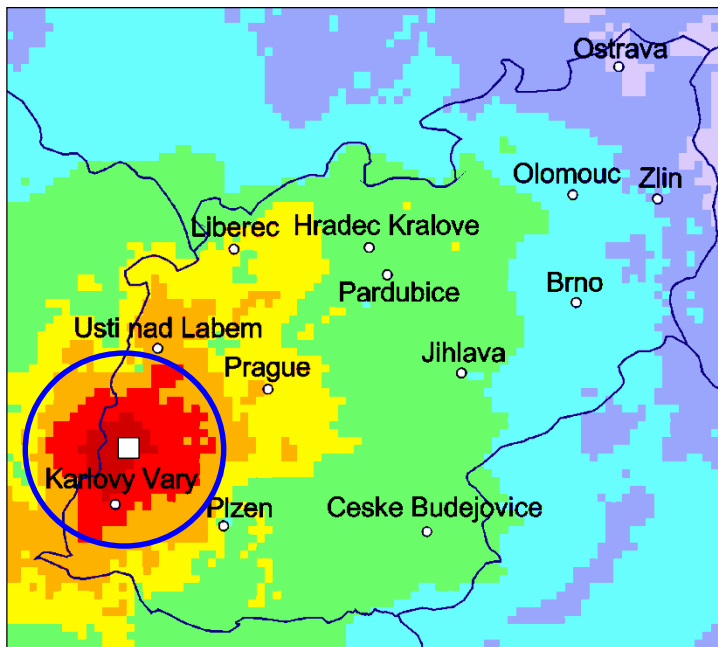 Ostrava
Olomouc
Zlin
Liberec
Hradec Kralove
Pardubice
Brno
Usti nad Labem
Prague
Jihlava
Karlovy Vary
Plzen
Ceske Budejovice